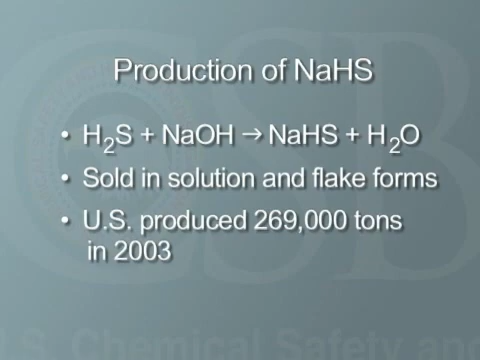 Production of NaHS
• H₂S + NaOH → NaHS + H₂O
• Sold in solution and flake forms
• U.S. produced 269,000 tons
in 2003
CSB
U.S. Chemical Safety and